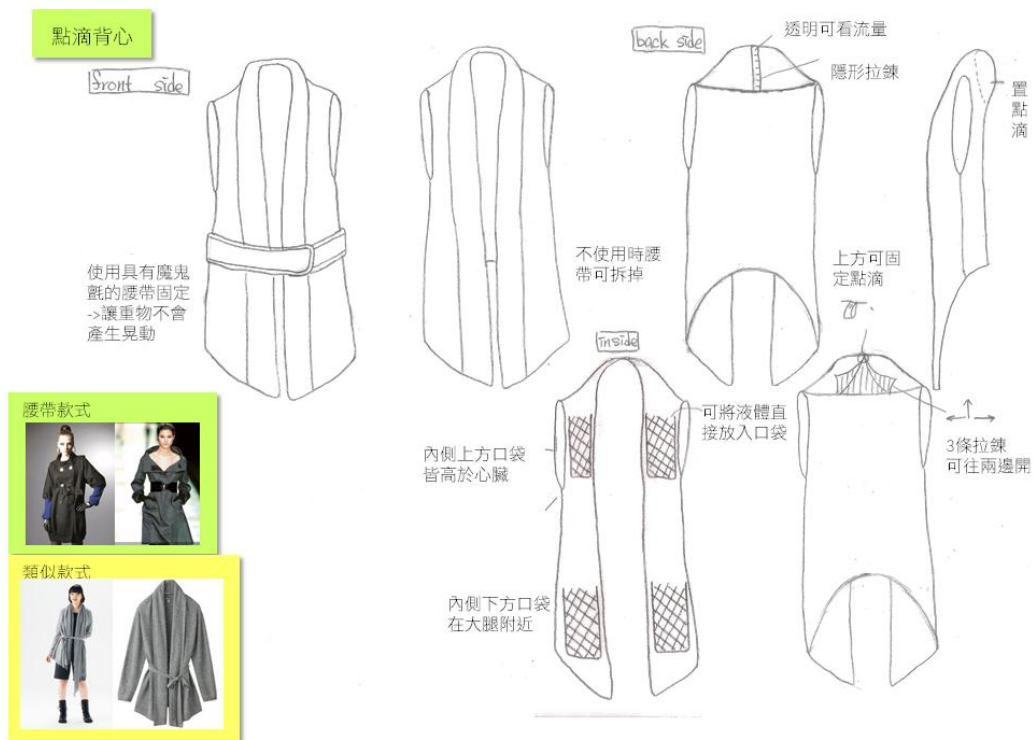 點滴背心
front side
back side
透明可看流量
隱形拉鍊
置
點
滴
使用具有魔鬼
氈的腰帶固定
->讓重物不會
產生晃動
不使用時腰
帶可拆掉
上方可固
定點滴
inside
腰帶款式
內側上方口袋
皆高於心臟
可將液體直
接放入口袋
3條拉鍊
可往兩邊開
類似款式
內側下方口袋
在大腿附近